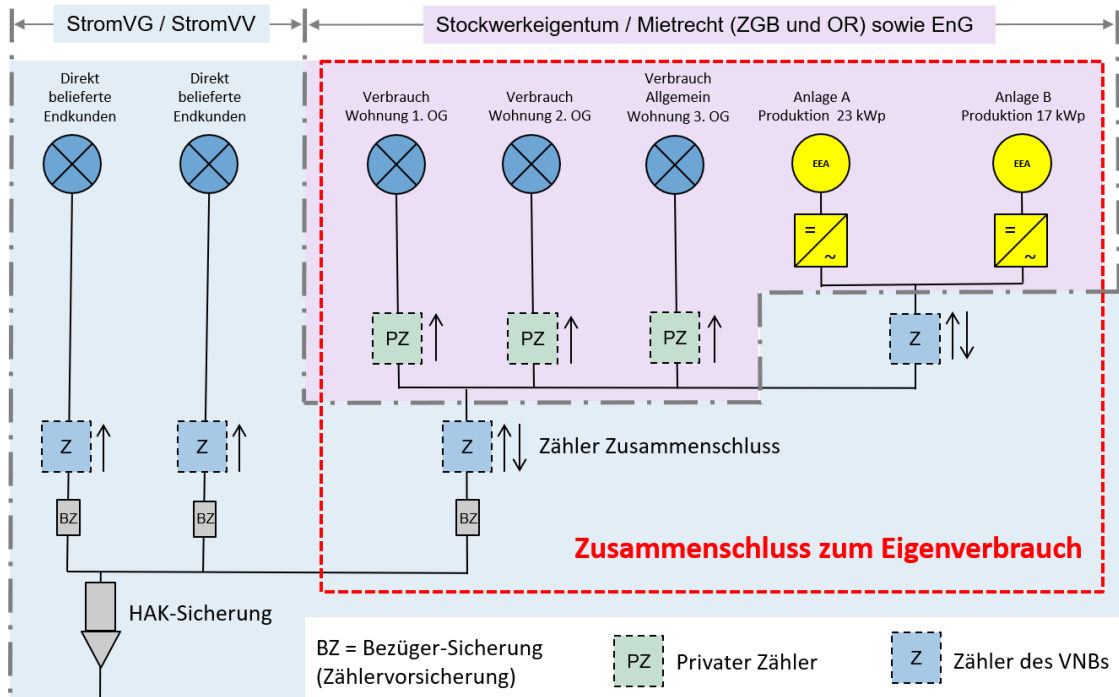 StromVG / StromVV
Stockwerkeigentum / Mietrecht (ZGB und OR) sowie EnG
Direkt
belieferte
Endkunden
Direkt
belieferte
Endkunden
Verbrauch
Wohnung 1. OG
Verbrauch
Wohnung 2. OG
Verbrauch
Allgemein
Wohnung 3. OG
Anlage A
Produktion 23 kWp
Anlage B
Produktion 17 kWp
EEA
EEA
=
~
=
~
PZ
PZ
PZ
Z
Z
Z
Z
Zähler Zusammenschluss
BZ
BZ
BZ
Zusammenschluss zum Eigenverbrauch
HAK-Sicherung
BZ = Bezüger-Sicherung
(Zählervorsicherung)
PZ
Privater Zähler
Z
Zähler des VNBs